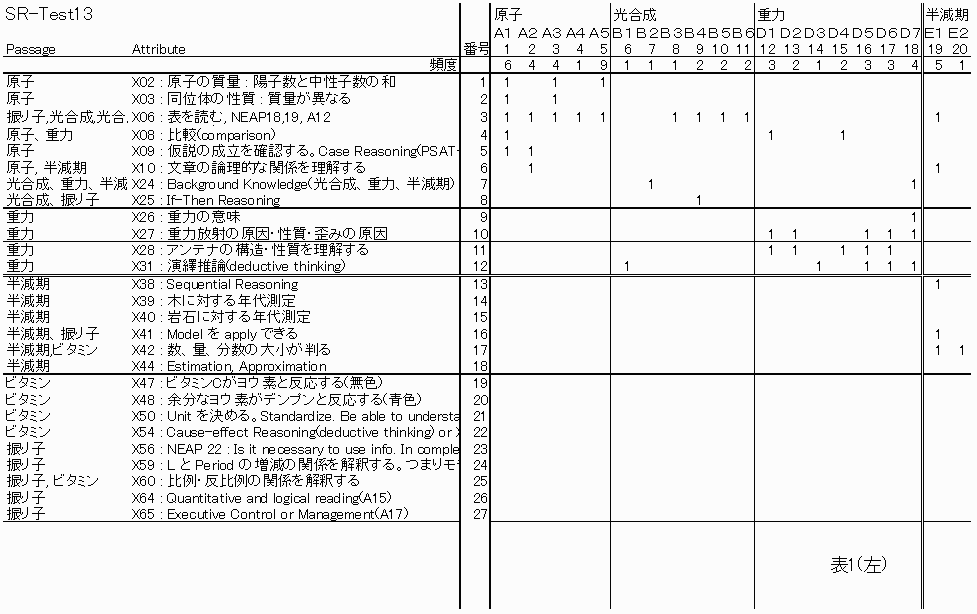 SR-Test13 原子 光合成 重力 半減期
A1 A2 A3 A4 A5 B1 B2 B3 B4 B5 B6 D1 D2 D3 D4 D5 D6 D7 E1 E2
Passage Attribute 番号 1 2 3 4 5 6 7 8 9 10 11 12 13 14 15 16 17 18 19 20
頻度 6 4 4 1 9 1 1 1 2 2 2 3 2 1 2 3 3 4 5 1
原子 X02 : 原子の質量 : 陽子数と中性子数の和 1 1 1 1
原子 X03 : 同位体の性質 : 質量が異なる 2 1 1
振り子,光合成,光合, X06 : 表を読む, NEAP18,19, A12 3 1 1 1 1 1 1 1 1 1 1
原子、重力 X08 : 比較(comparison) 4 1 1 1
原子 X09 : 仮説の成立を確認する。Case Reasoning(PSAT- 5 1 1
原子, 半減期 X10 : 文章の論理的な関係を理解する 6 1 1
光合成、重力、半減 X24 : Background Knowledge(光合成、重力、半減期) 7 1 1
光合成、振り子 X25 : If-Then Reasoning 8 1
重力 X26 : 重力の意味 9 1
重力 X27 : 重力放射の原因・性質・歪みの原因 10 1 1 1 1 1
重力 X28 : アンテナの構造・性質を理解する 11 1 1 1 1 1
重力 X31 : 演繹推論(deductive thinking) 12 1 1 1 1 1
半減期 X38 : Sequential Reasoning 13 1
半減期 X39 : 木に対する年代測定 14
半減期 X40 : 岩石に対する年代測定 15
半減期、振り子 X41 : Model を apply できる 16 1
半減期,ビタミン X42 : 数、量、分数の大小が判る 17 1 1
半減期 X44 : Estimation, Approximation 18
ビタミン X47 : ビタミンCがヨウ素と反応する(無色) 19
ビタミン X48 : 余分なヨウ素がデンプンと反応する(青色) 20
ビタミン X50 : Unit を決める。Standardize. Be able to understa 21
ビタミン X54 : Cause-effect Reasoning(deductive thinking) or X 22
振り子 X56 : NEAP 22 : Is it necessary to use info. In comple 23
振り子 X59 : L と Period の増減の関係を解釈する。つまりモ 24
振り子, ビタミン X60 : 比例・反比例の関係を解釈する 25
振り子 X64 : Quantitative and logical reading(A15) 26
振り子 X65 : Executive Control or Management(A17) 27
表1(左)